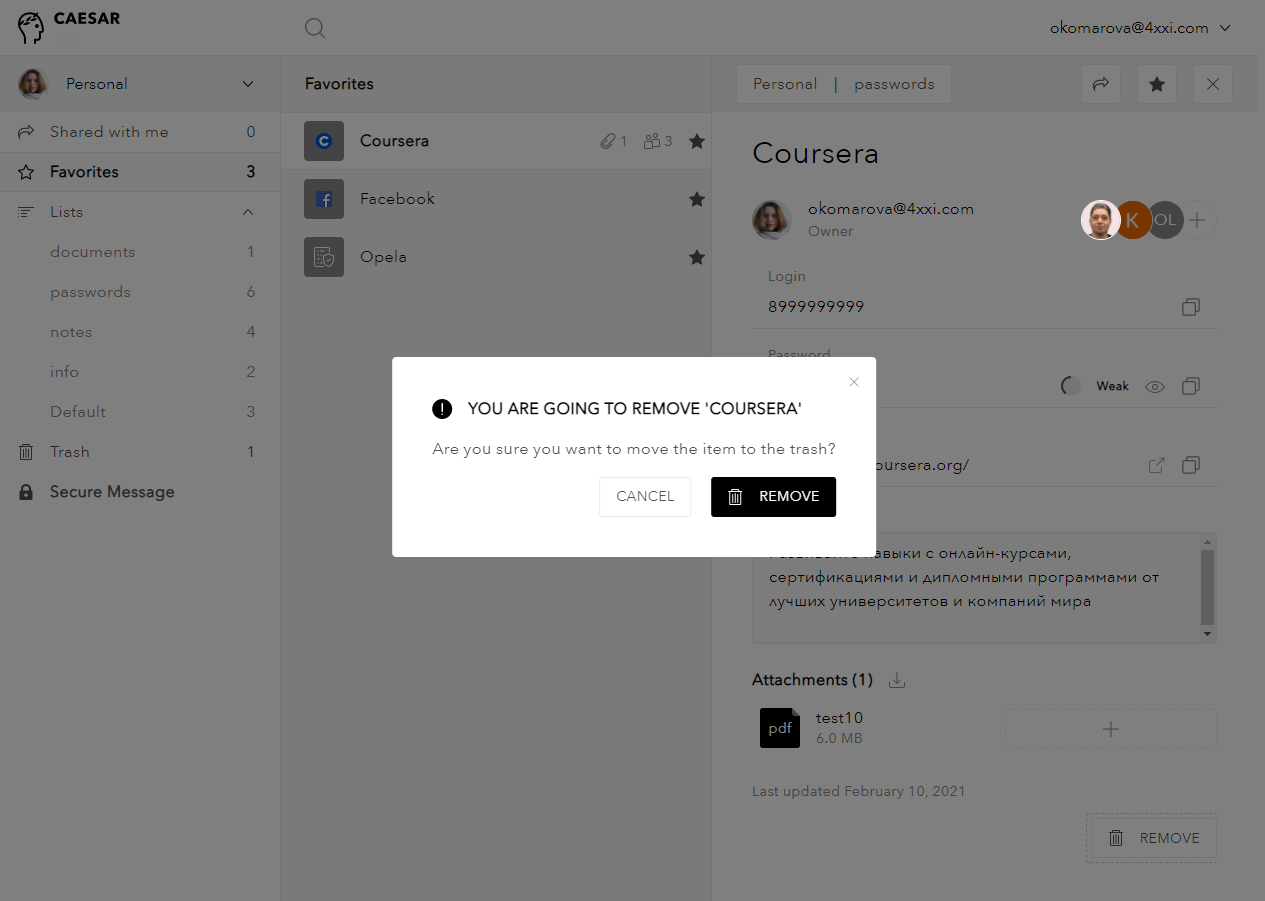 CAESAR
okomarova@4xxi.com
Personal
Shared with me 0
Favorites 3
Lists
documents 1
passwords 6
notes 4
info 2
Default 3
Trash 1
Secure Message
Favorites
Coursera 1 3
Facebook
Opela
Personal | passwords
Coursera
okomarova@4xxi.com
Owner
K OL
Login
8999999999
Password
Weak
YOU ARE GOING TO REMOVE 'COURSERA'
Are you sure you want to move the item to the trash?
CANCEL REMOVE
oursera.org/
навыки с онлайн-курсами,
сертификациями и дипломными программами от
лучших университетов и компаний мира
Attachments (1)
pdf
test10
6.0 MB
Last updated February 10, 2021
REMOVE